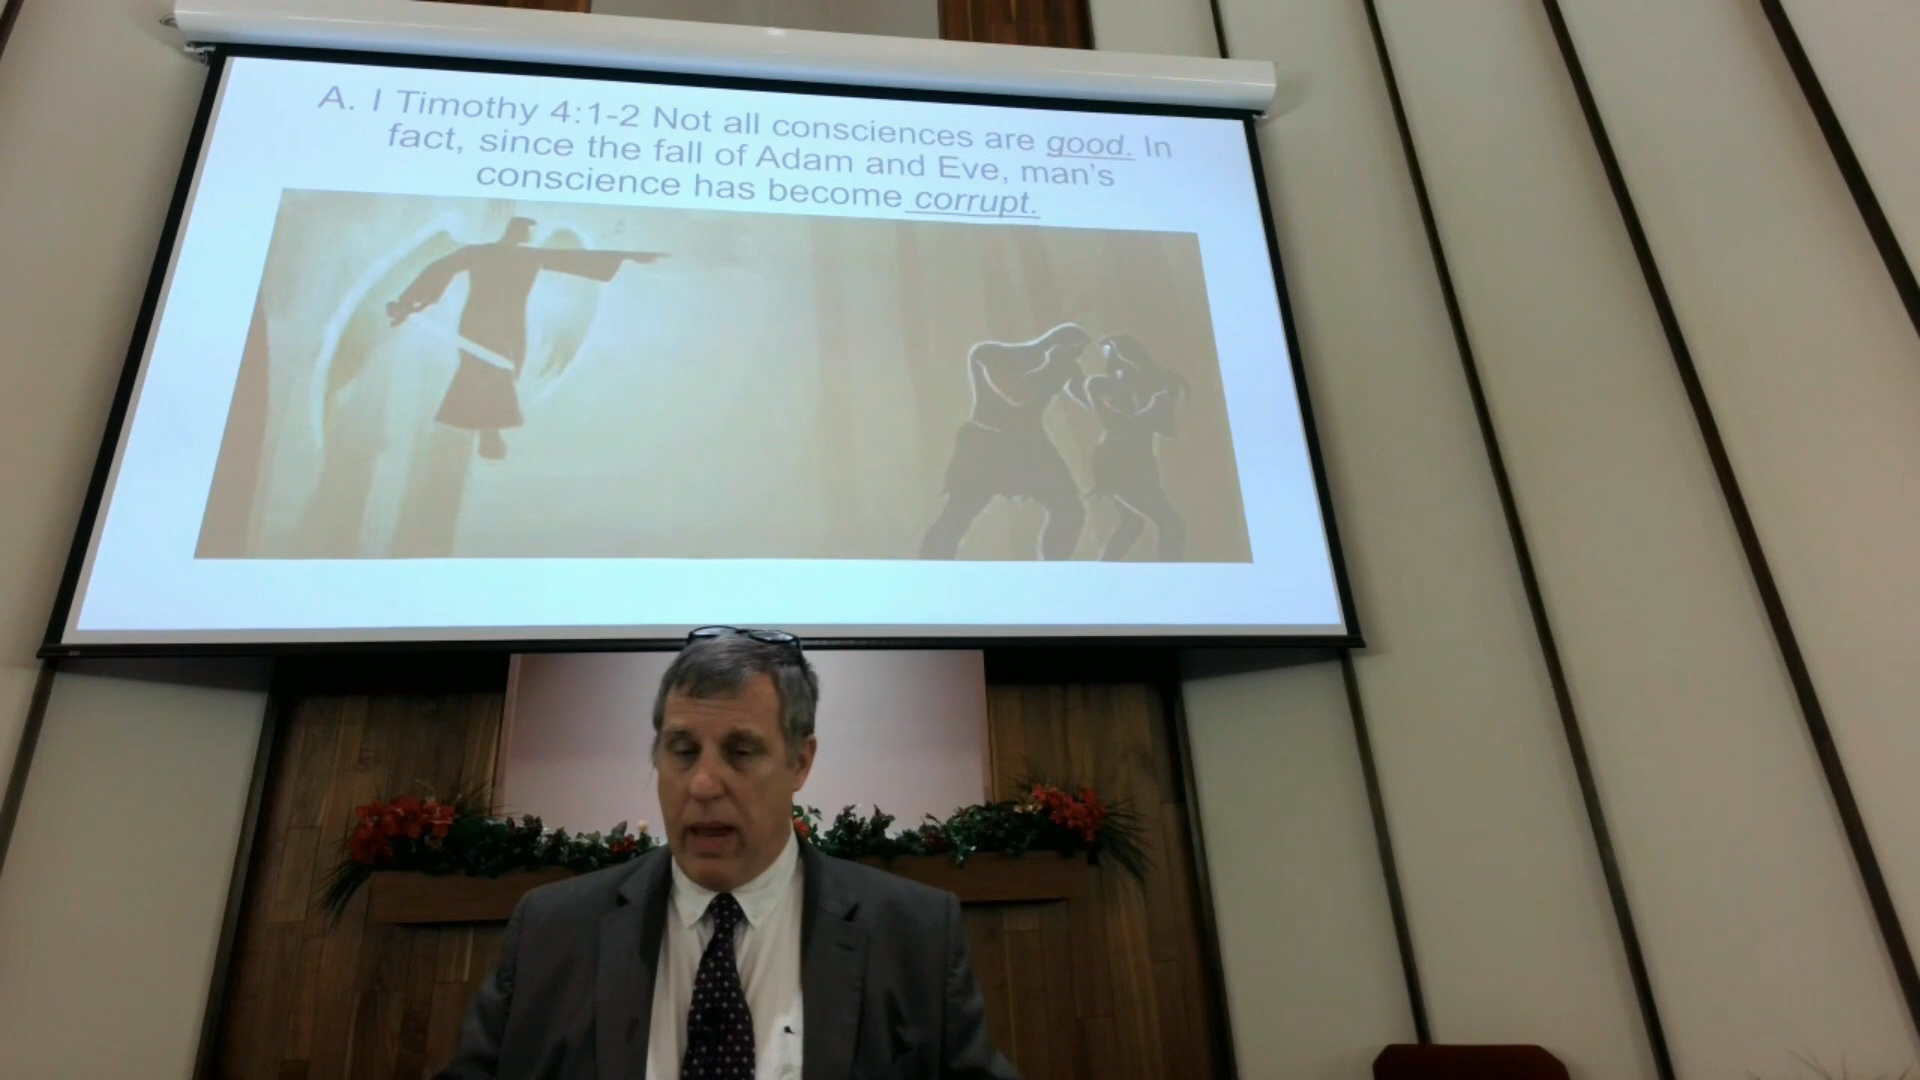 A. I Timothy 4:1-2 Not all consciences are good. In
fact, since the fall of Adam and Eve, man's
conscience has become corrupt.